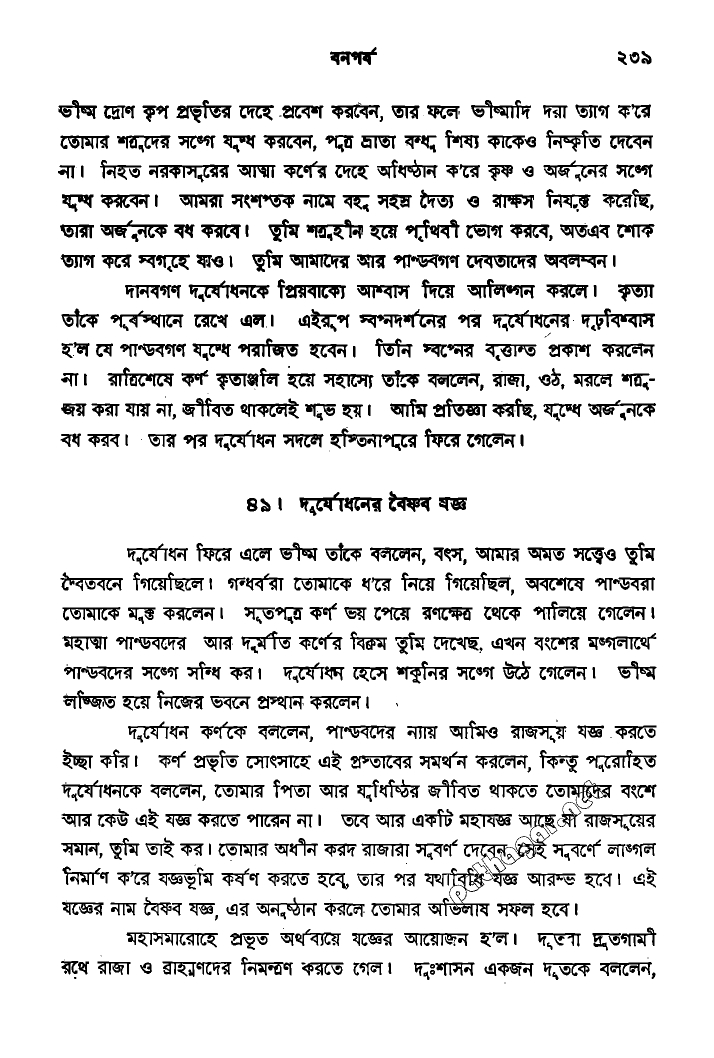 বনপর্ব ২৩৯
ভীষ্ম দ্রোণ কৃপ প্রভৃতির দেহে প্রবেশ করবেন, তার ফলে ভীষ্মাদি দয়া ত্যাগ ক'রে
তোমার শত্রুদের সঙ্গে যুদ্ধ করবেন, পুত্র ভ্রাতা বন্ধু শিষ্য কাকেও নিষ্কৃতি দেবেন
না। নিহত নরকাসুরের আত্মা কর্ণের দেহে অধিষ্ঠান ক'রে কৃষ্ণ ও অর্জুনের সঙ্গে
যুদ্ধ করবেন। আমরা সংশপ্তক নামে বহু সহস্র দৈত্য ও রাক্ষস নিযুক্ত করেছি,
তারা অর্জুনকে বধ করবে। তুমি শত্রুহীন হয়ে পৃথিবী ভোগ করবে, অতএব শোক
ত্যাগ করে স্বগৃহে যাও। তুমি আমাদের আর পাণ্ডবগণ দেবতাদের অবলম্বন।
দানবগণ দুর্যোধনকে প্রিয়বাক্যে আশ্বাস দিয়ে আলিঙ্গন করলে। কৃত্যা
তাঁকে পূর্বস্থানে রেখে এল। এইরূপ স্বপ্নদর্শনের পর দুর্যোধনের দৃঢ়বিশ্বাস
হ'ল যে পাণ্ডবগণ যুদ্ধে পরাজিত হবেন। তিনি স্বপ্নের বৃত্তান্ত প্রকাশ করলেন
না। রাত্রিশেষে কর্ণ কৃতাঞ্জলি হয়ে সহাস্যে তাঁকে বললেন, রাজা, ওঠ, মরলে শত্রু-
জয় করা যায় না, জীবিত থাকলেই শুভ হয়। আমি প্রতিজ্ঞা করছি, যুদ্ধে অর্জুনকে
বধ করব। তার পর দুর্যোধন সদলে হস্তিনাপুরে ফিরে গেলেন।
৪৯। দুর্যোধনের বৈষ্ণব যজ্ঞ
দুর্যোধন ফিরে এলে ভীষ্ম তাঁকে বললেন, বৎস, আমার অমত সত্ত্বেও তুমি
দ্বৈতবনে গিয়েছিলে। গন্ধর্বরা তোমাকে ধ'রে নিয়ে গিয়েছিল, অবশেষে পাণ্ডবরা
তোমাকে মুক্ত করলেন। সূতপুত্র কর্ণ ভয় পেয়ে রণক্ষেত্র থেকে পালিয়ে গেলেন।
মহাত্মা পাণ্ডবদের আর দুর্মতি কর্ণের বিক্রম তুমি দেখেছ, এখন বংশের মঙ্গলার্থে
পাণ্ডবদের সঙ্গে সন্ধি কর। দুর্যোধন হেসে শকুনির সঙ্গে উঠে গেলেন। ভীষ্ম
লজ্জিত হয়ে নিজের ভবনে প্রস্থান করলেন।
দুর্যোধন কর্ণকে বললেন, পাণ্ডবদের ন্যায় আমিও রাজসূয় যজ্ঞ করতে
ইচ্ছা করি। কর্ণ প্রভৃতি সোৎসাহে এই প্রস্তাবের সমর্থন করলেন, কিন্তু পুরোহিত
দুর্যোধনকে বললেন, তোমার পিতা আর যুধিষ্ঠির জীবিত থাকতে তোমাদের বংশে
আর কেউ এই যজ্ঞ করতে পারেন না। তবে আর একটি মহাযজ্ঞ আছে যা রাজসূয়ের
সমান, তুমি তাই কর। তোমার অধীন করদ রাজারা সুবর্ণ দেবেন, সেই সুবর্ণে লাঙ্গল
নির্মাণ ক'রে যজ্ঞভূমি কর্ষণ করতে হবে, তার পর যথাবিধি যজ্ঞ আরম্ভ হবে। এই
যজ্ঞের নাম বৈষ্ণব যজ্ঞ, এর অনুষ্ঠান করলে তোমার অভিলাষ সফল হবে।
মহাসমারোহে প্রভূত অর্থব্যয়ে যজ্ঞের আয়োজন হ'ল। দূতরা দ্রুতগামী
রথে রাজা ও ব্রাহ্মণদের নিমন্ত্রণ করতে গেল। দুঃশাসন একজন দূতকে বললেন,